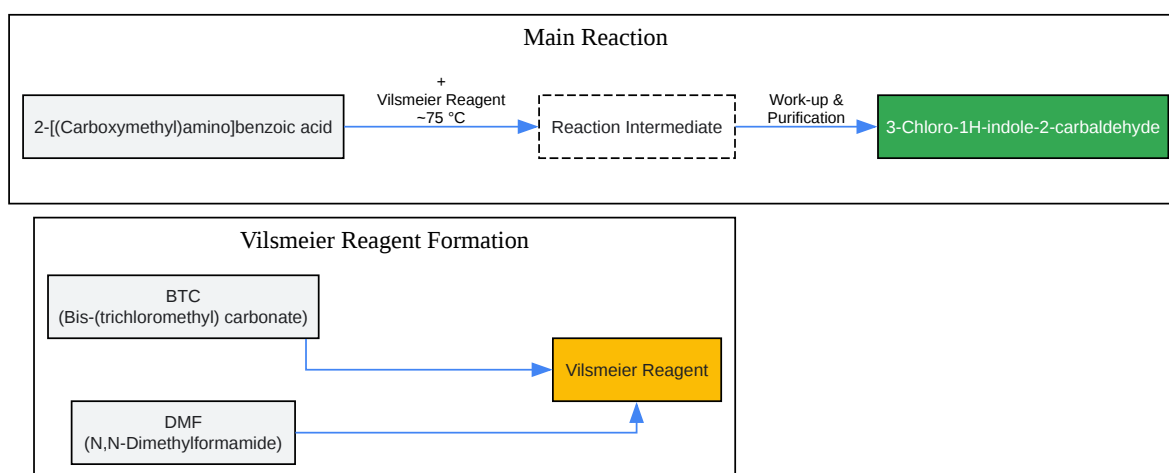 Main Reaction
2-[(Carboxymethyl)amino]benzoic acid
+
Vilsmeier Reagent
~75 °C
Reaction Intermediate
Work-up &
Purification
3-Chloro-1H-indole-2-carbaldehyde
Vilsmeier Reagent Formation
BTC
(Bis-(trichloromethyl) carbonate)
Vilsmeier Reagent
DMF
(N,N-Dimethylformamide)